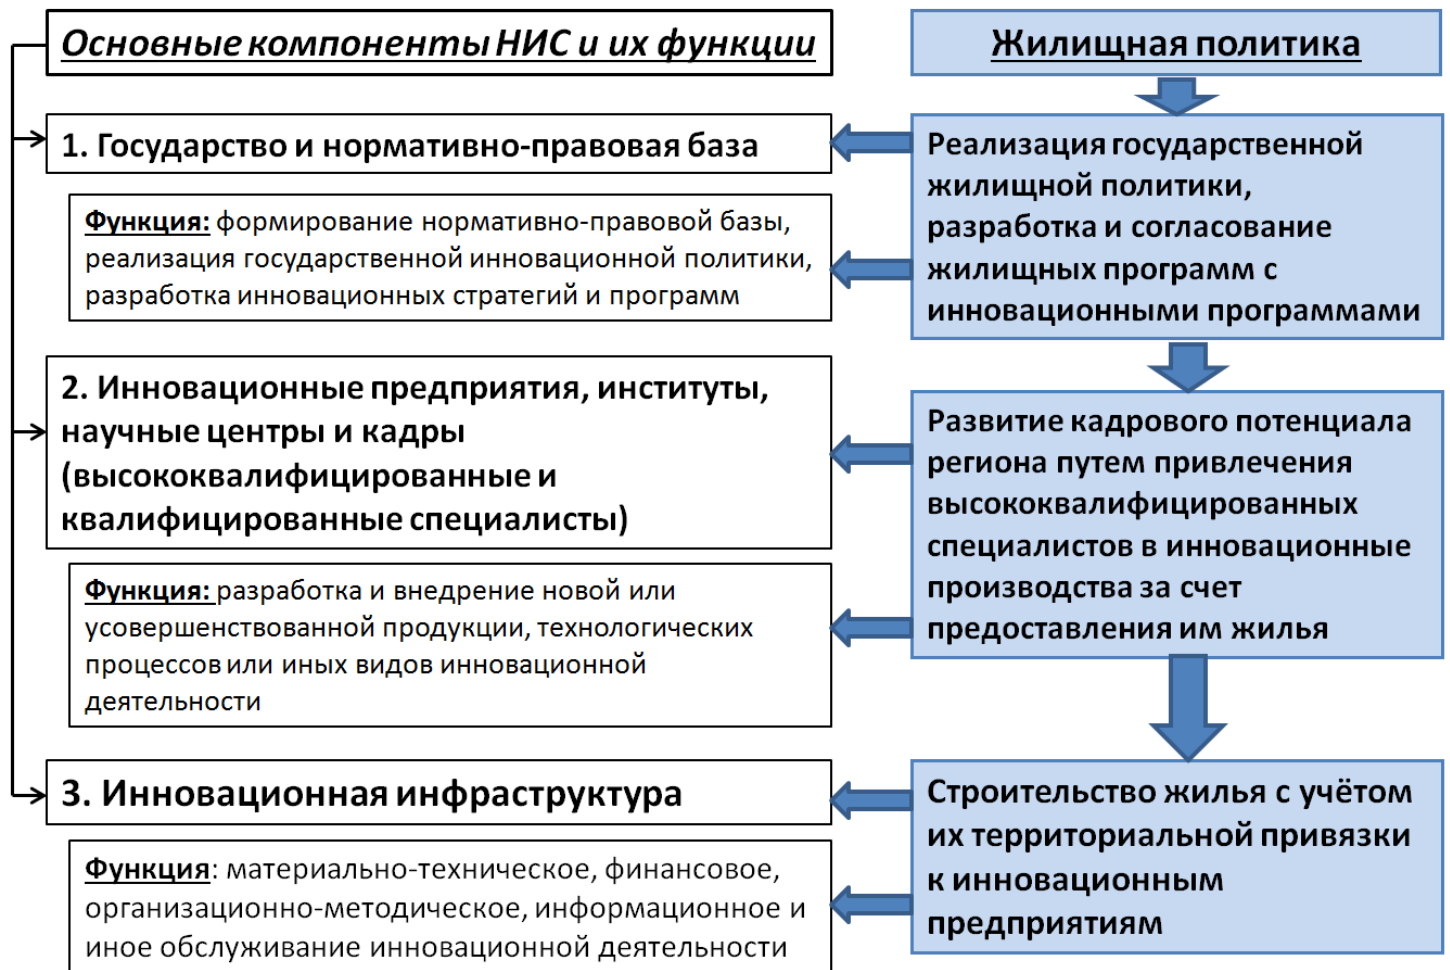 Основные компоненты НИС и их функции
1. Государство и нормативно-правовая база
Функция: формирование нормативно-правовой базы,
реализация государственной инновационной политики,
разработка инновационных стратегий и программ
2. Инновационные предприятия, институты,
научные центры и кадры
(высококвалифицированные и
квалифицированные специалисты)
Функция: разработка и внедрение новой или
усовершенствованной продукции, технологических
процессов или иных видов инновационной
деятельности
3. Инновационная инфраструктура
Функция: материально-техническое, финансовое,
организационно-методическое, информационное и
иное обслуживание инновационной деятельности
Жилищная политика
Реализация государственной
жилищной политики,
разработка и согласование
жилищных программ с
инновационными программами
Развитие кадрового потенциала
региона путем привлечения
высококвалифицированных
специалистов в инновационные
производства за счет
предоставления им жилья
Строительство жилья с учётом
их территориальной привязки
к инновационным
предприятиям